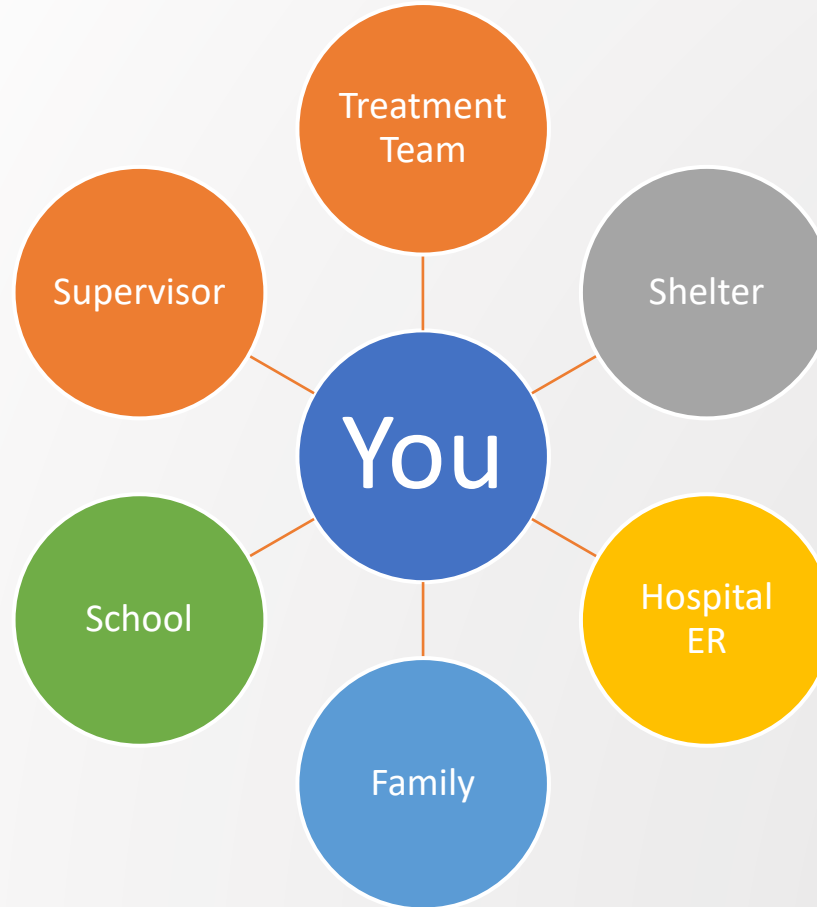 Treatment
Team
Supervisor
Shelter
You
School
Hospital
ER
Family